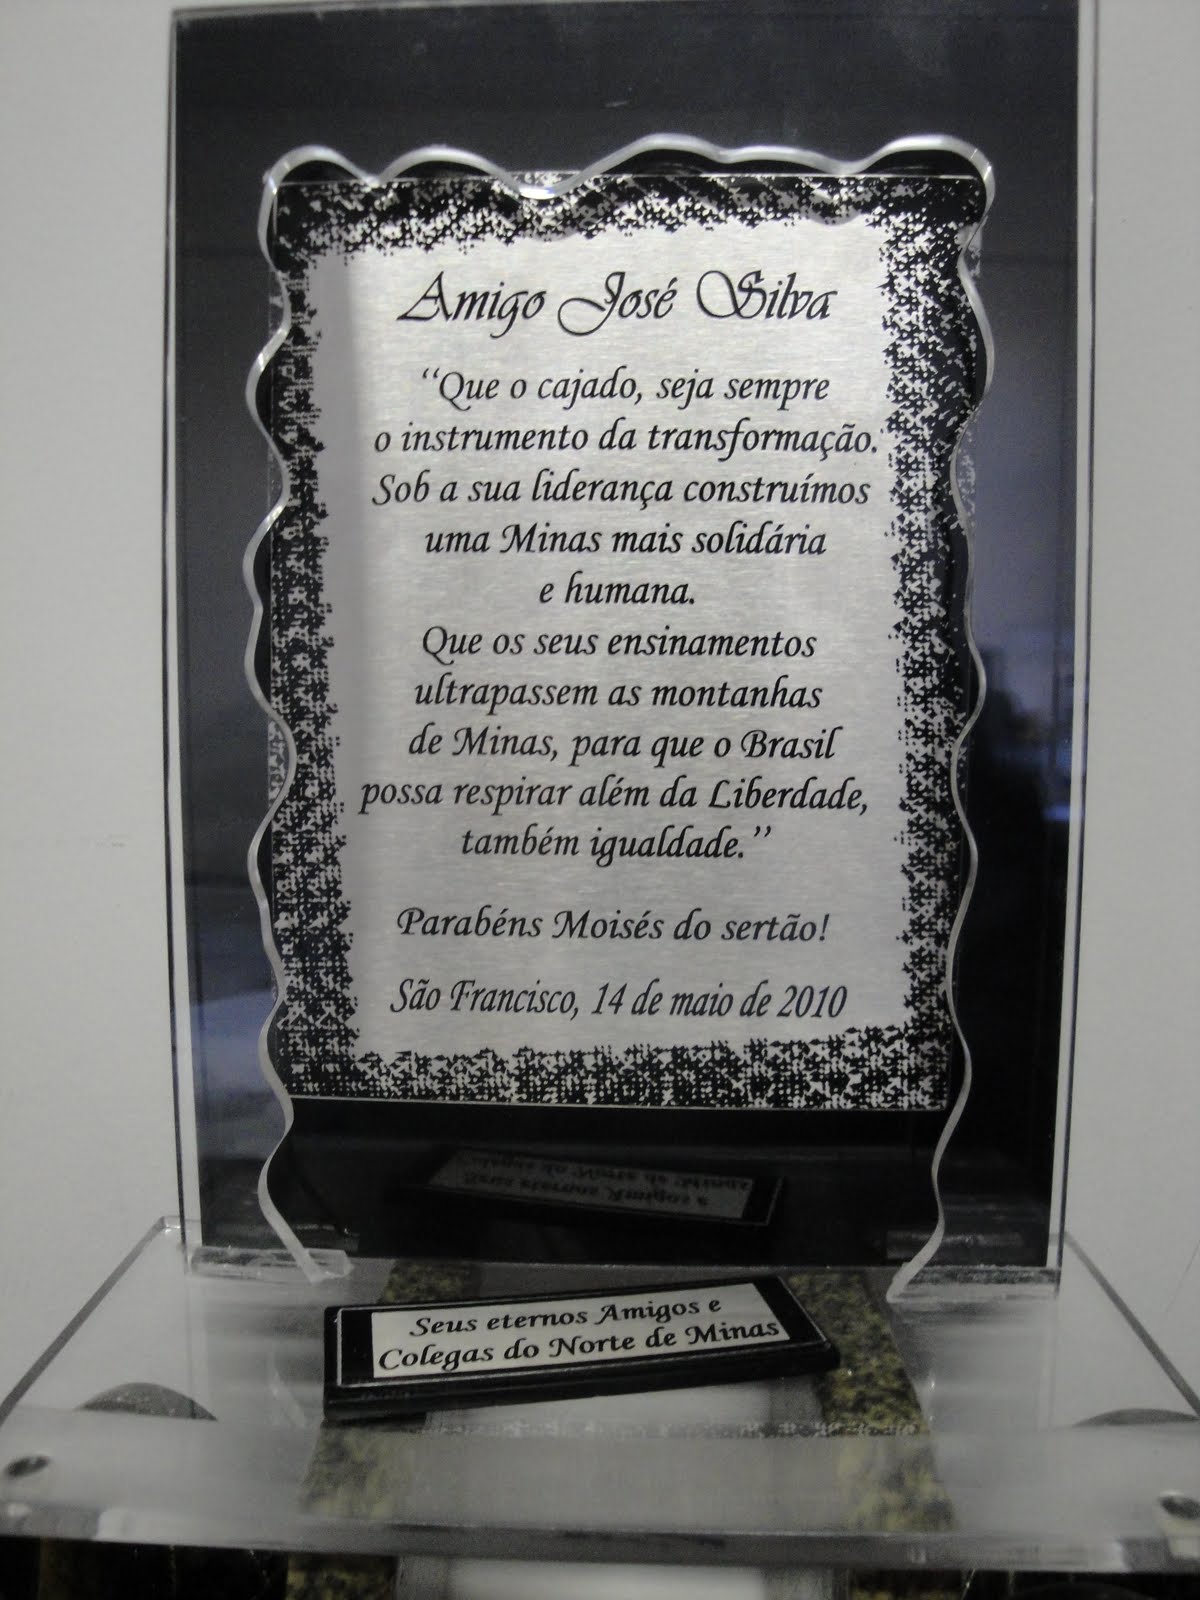 Amigo José Silva
“Que o cajado, seja sempre
o instrumento da transformação.
Sob a sua liderança construímos
uma Minas mais solidária
e humana.
Que os seus ensinamentos
ultrapassem as montanhas
de Minas, para que o Brasil
possa respirar além da Liberdade,
também igualdade.”
Parabéns Moisés do sertão!
São Francisco, 14 de maio de 2010
Seus eternos Amigos e
Colegas do Norte de Minas